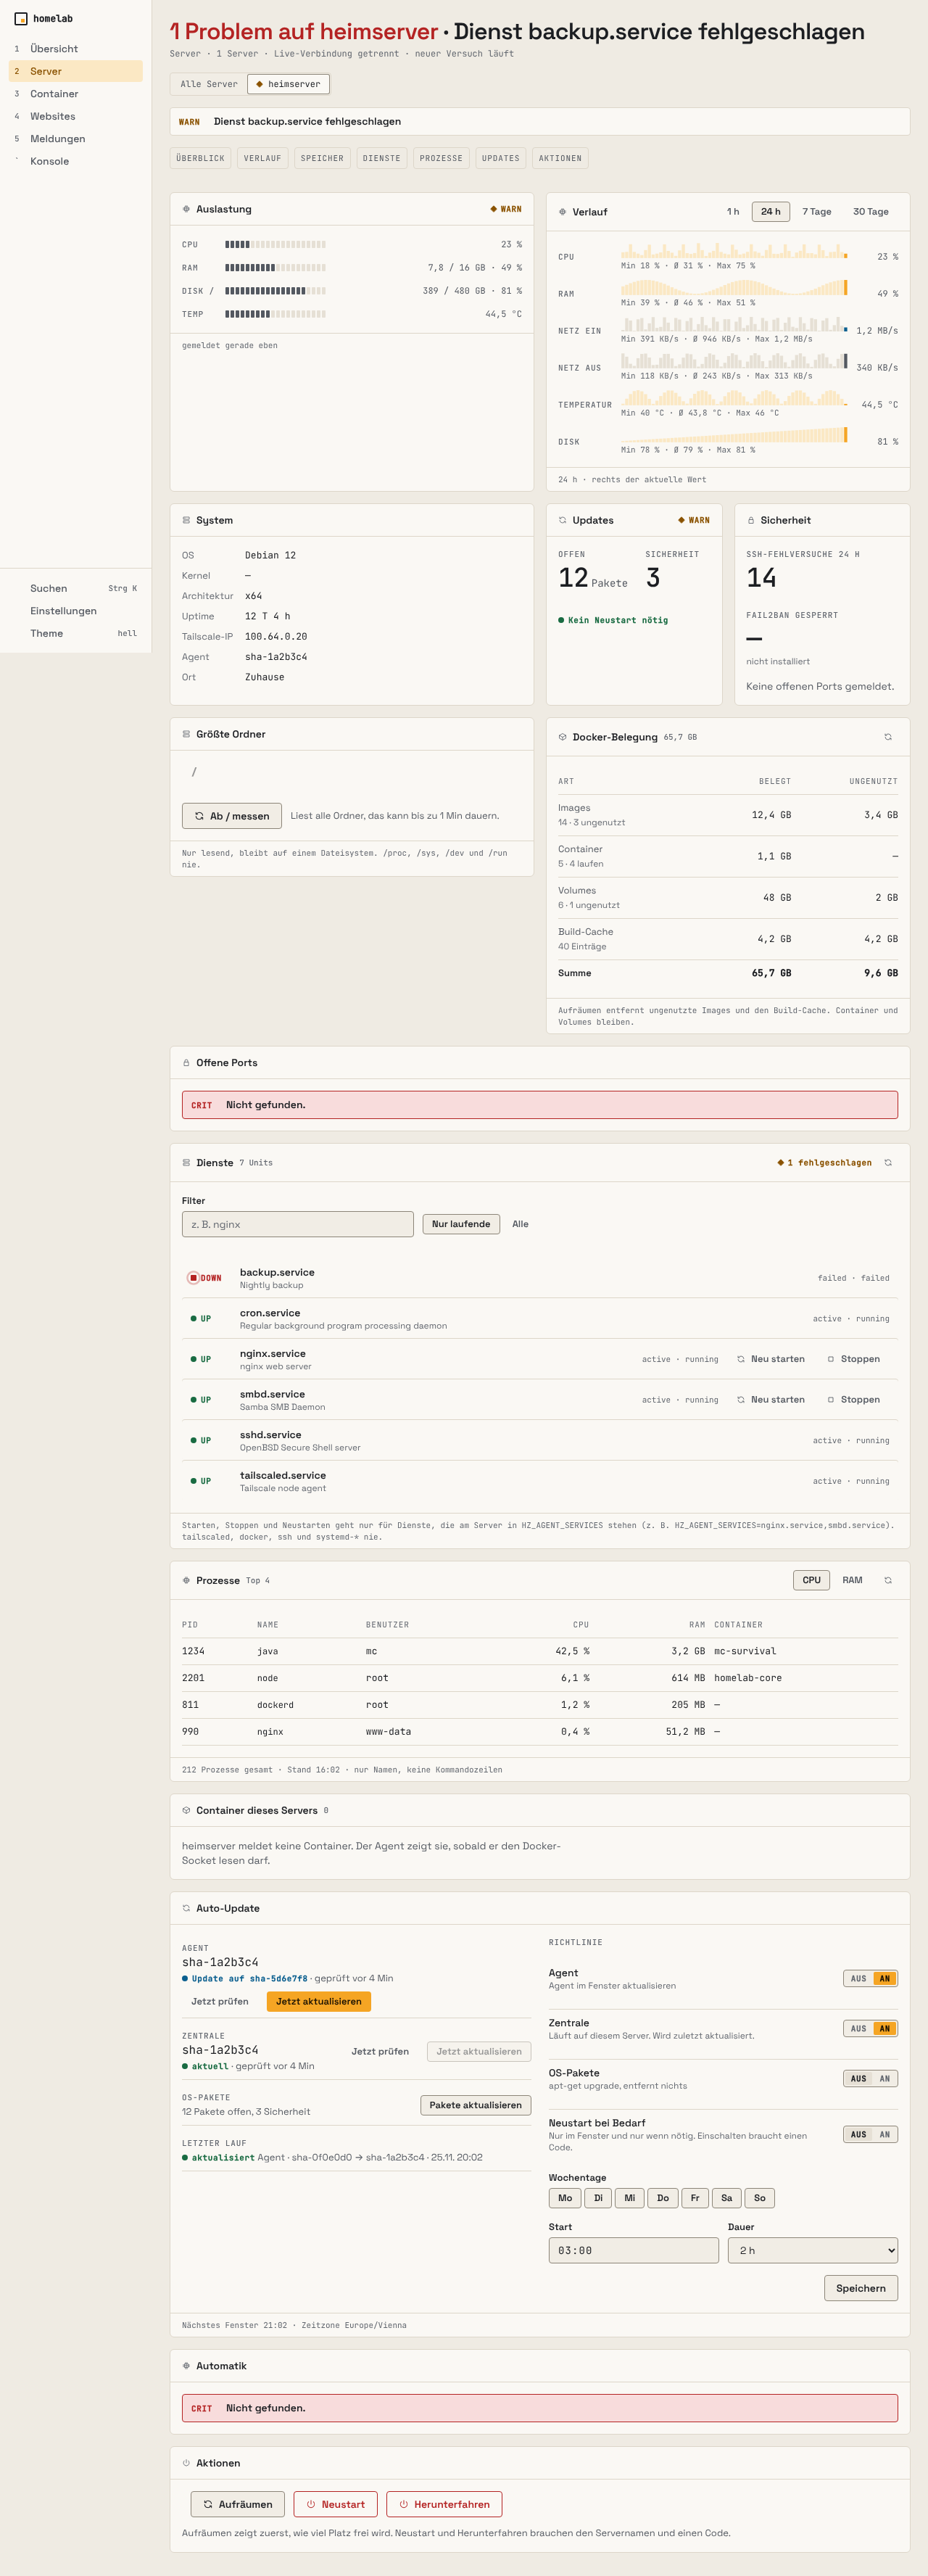 homelab
1 Übersicht
2 Server
3 Container
4 Websites
5 Meldungen
` Konsole
Suchen Strg K
Einstellungen
Theme hell
1 Problem auf heimserver · Dienst backup.service fehlgeschlagen
Server · 1 Server · Live-Verbindung getrennt · neuer Versuch läuft
Alle Server ◆ heimserver
WARN Dienst backup.service fehlgeschlagen
ÜBERBLICK VERLAUF SPEICHER DIENSTE PROZESSE UPDATES AKTIONEN
Auslastung ◆ WARN
CPU 23 %
RAM 7,8 / 16 GB · 49 %
DISK / 389 / 480 GB · 81 %
TEMP 44,5 °C
gemeldet gerade eben
Verlauf 1 h 24 h 7 Tage 30 Tage
CPU 23 %
Min 18 % · Ø 31 % · Max 75 %
RAM 49 %
Min 39 % · Ø 46 % · Max 51 %
NETZ EIN 1,2 MB/s
Min 391 KB/s · Ø 946 KB/s · Max 1,2 MB/s
NETZ AUS 340 KB/s
Min 118 KB/s · Ø 243 KB/s · Max 313 KB/s
TEMPERATUR 44,5 °C
Min 40 °C · Ø 43,8 °C · Max 46 °C
DISK 81 %
Min 78 % · Ø 79 % · Max 81 %
24 h · rechts der aktuelle Wert
System
OS Debian 12
Kernel —
Architektur x64
Uptime 12 T 4 h
Tailscale-IP 100.64.0.20
Agent sha-1a2b3c4
Ort Zuhause
Updates ◆ WARN
OFFEN SICHERHEIT
12 Pakete 3
Kein Neustart nötig
Sicherheit
SSH-FEHLVERSUCHE 24 H
14
FAIL2BAN GESPERRT
—
nicht installiert
Keine offenen Ports gemeldet.
Größte Ordner
/
Ab / messen Liest alle Ordner, das kann bis zu 1 Min dauern.
Nur lesend, bleibt auf einem Dateisystem. /proc, /sys, /dev und /run
nie.
Docker-Belegung 65,7 GB
ART BELEGT UNGENUTZT
Images
14 · 3 ungenutzt 12,4 GB 3,4 GB
Container
5 · 4 laufen 1,1 GB —
Volumes
6 · 1 ungenutzt 48 GB 2 GB
Build-Cache
40 Einträge 4,2 GB 4,2 GB
Summe 65,7 GB 9,6 GB
Aufräumen entfernt ungenutzte Images und den Build-Cache. Container und
Volumes bleiben.
Offene Ports
CRIT Nicht gefunden.
Dienste 7 Units ◆ 1 fehlgeschlagen
Filter
z. B. nginx Nur laufende Alle
DOWN backup.service failed · failed
Nightly backup
UP cron.service active · running
Regular background program processing daemon
UP nginx.service active · running Neu starten Stoppen
nginx web server
UP smbd.service active · running Neu starten Stoppen
Samba SMB Daemon
UP sshd.service active · running
OpenBSD Secure Shell server
UP tailscaled.service active · running
Tailscale node agent
Starten, Stoppen und Neustarten geht nur für Dienste, die am Server in HZ_AGENT_SERVICES stehen (z. B. HZ_AGENT_SERVICES=nginx.service,smbd.service).
tailscaled, docker, ssh und systemd-* nie.
Prozesse Top 4 CPU RAM
PID NAME BENUTZER CPU RAM CONTAINER
1234 java mc 42,5 % 3,2 GB mc-survival
2201 node root 6,1 % 614 MB homelab-core
811 dockerd root 1,2 % 205 MB —
990 nginx www-data 0,4 % 51,2 MB —
212 Prozesse gesamt · Stand 16:02 · nur Namen, keine Kommandozeilen
Container dieses Servers 0
heimserver meldet keine Container. Der Agent zeigt sie, sobald er den Docker-
Socket lesen darf.
Auto-Update
AGENT
sha-1a2b3c4
Update auf sha-5d6e7f8 · geprüft vor 4 Min
Jetzt prüfen Jetzt aktualisieren
ZENTRALE
sha-1a2b3c4 Jetzt prüfen Jetzt aktualisieren
aktuell · geprüft vor 4 Min
OS-PAKETE
12 Pakete offen, 3 Sicherheit Pakete aktualisieren
LETZTER LAUF
aktualisiert Agent · sha-0f0e0d0 → sha-1a2b3c4 · 25.11. 20:02
RICHTLINIE
Agent AUS AN
Agent im Fenster aktualisieren
Zentrale AUS AN
Läuft auf diesem Server. Wird zuletzt aktualisiert.
OS-Pakete AUS AN
apt-get upgrade, entfernt nichts
Neustart bei Bedarf AUS AN
Nur im Fenster und nur wenn nötig. Einschalten braucht einen
Code.
Wochentage
Mo Di Mi Do Fr Sa So
Start Dauer
03:00 2 h
Speichern
Nächstes Fenster 21:02 · Zeitzone Europe/Vienna
Automatik
CRIT Nicht gefunden.
Aktionen
Aufräumen Neustart Herunterfahren
Aufräumen zeigt zuerst, wie viel Platz frei wird. Neustart und Herunterfahren brauchen den Servernamen und einen Code.